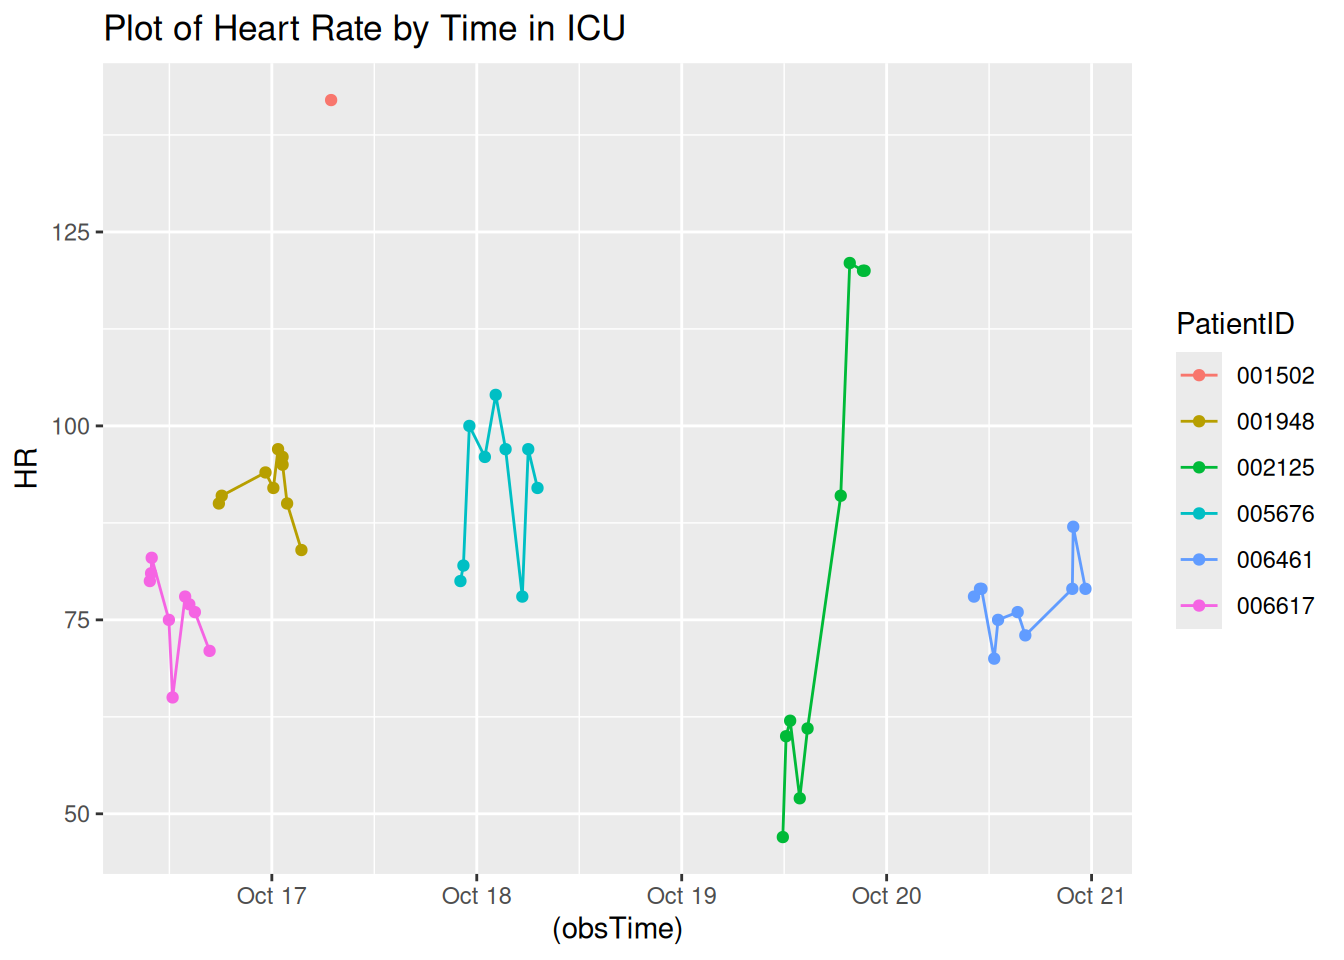 Plot of Heart Rate by Time in ICU
125
100
75
50
HR
Oct 17
Oct 18
Oct 19
Oct 20
Oct 21
(obsTime)
PatientID
001502
001948
002125
005676
006461
006617